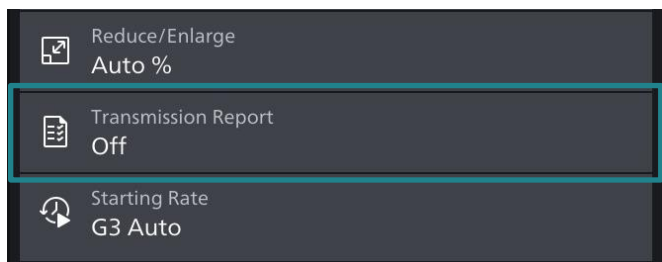 Reduce/Enlarge
Auto %
Transmission Report
Off
Starting Rate
G3 Auto